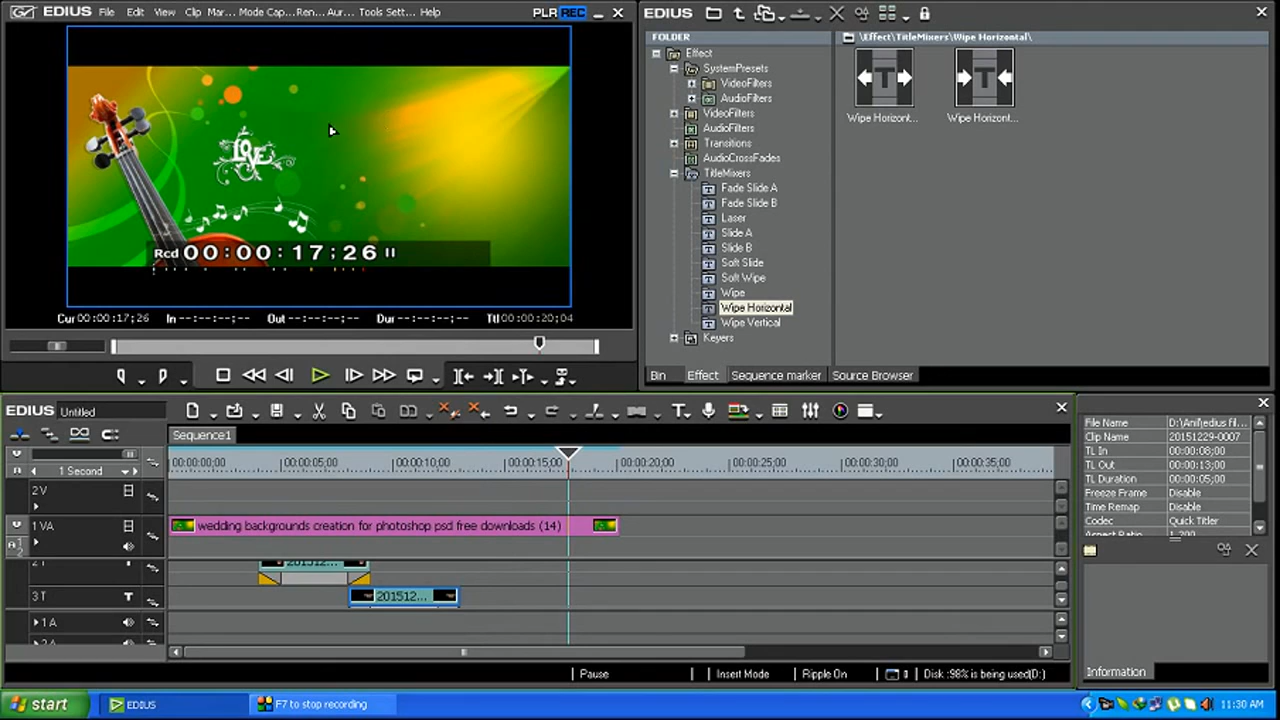 EDIUS File Edit View Clip Mar... Mode Cap... Ren... Aur... Tools Sett... Help PLR REC
LOVE
Rcd 00:00:17;26
Cur 00:00:17;26 In --:--:--;-- Out --:--:--;-- Dur --:--:--;-- Ttl 00:00:20;04
EDIUS
FOLDER
Effect
SystemPresets
VideoFilters
AudioFilters
VideoFilters
AudioFilters
Transitions
AudioCrossFades
TitleMixers
Fade Slide A
Fade Slide B
Laser
Slide A
Slide B
Soft Slide
Soft Wipe
Wipe
Wipe Horizontal
Wipe Vertical
Keyers
\Effect\TitleMixers\Wipe Horizontal\
Wipe Horizont... Wipe Horizont...
Bin Effect Sequence marker Source Browser
EDIUS Untitled
Sequence1
1 Second 00:00:00;00 00:00:05;00 00:00:10;00 00:00:15;00 00:00:20;00 00:00:25;00 00:00:30;00 00:00:35;00
2 V
1 VA wedding backgrounds creation for photoshop psd free downloads (14)
201512...
3 T T 201512...
1 A
Pause Insert Mode Ripple On Disk :98% is being used(D:)
File Name D:\Anil\edius fil...
Clip Name 20151229-0007
TL In 00:00:08;00
TL Out 00:00:13;00
TL Duration 00:00:05;00
Freeze Frame Disable
Time Remap Disable
Codec Quick Titler
Aspect Ratio 1.200
Information
start EDIUS F7 to stop recording 11:30 AM